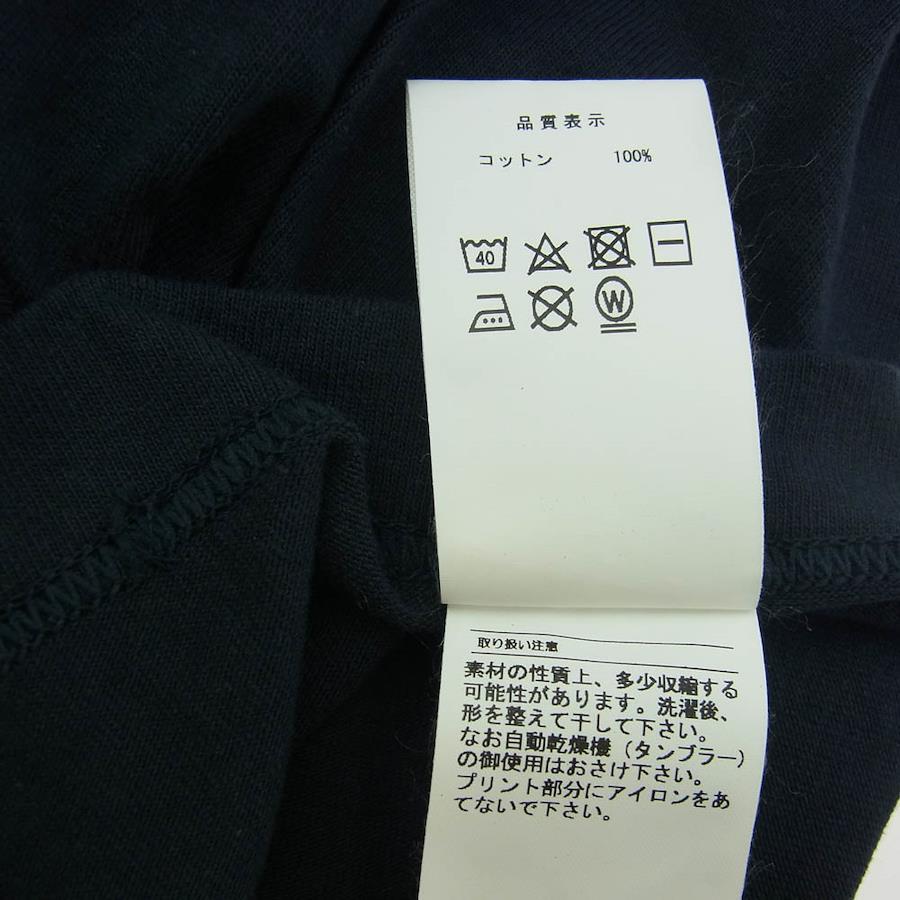 品質表示
コットン 100%
40
W
取り扱い注意
素材の性質上、多少収縮する
可能性があります。洗濯後、
形を整えて干して下さい。
なお自動乾燥機（タンブラー）
の御使用はおさけ下さい。
プリント部分にアイロンをあ
てないで下さい。